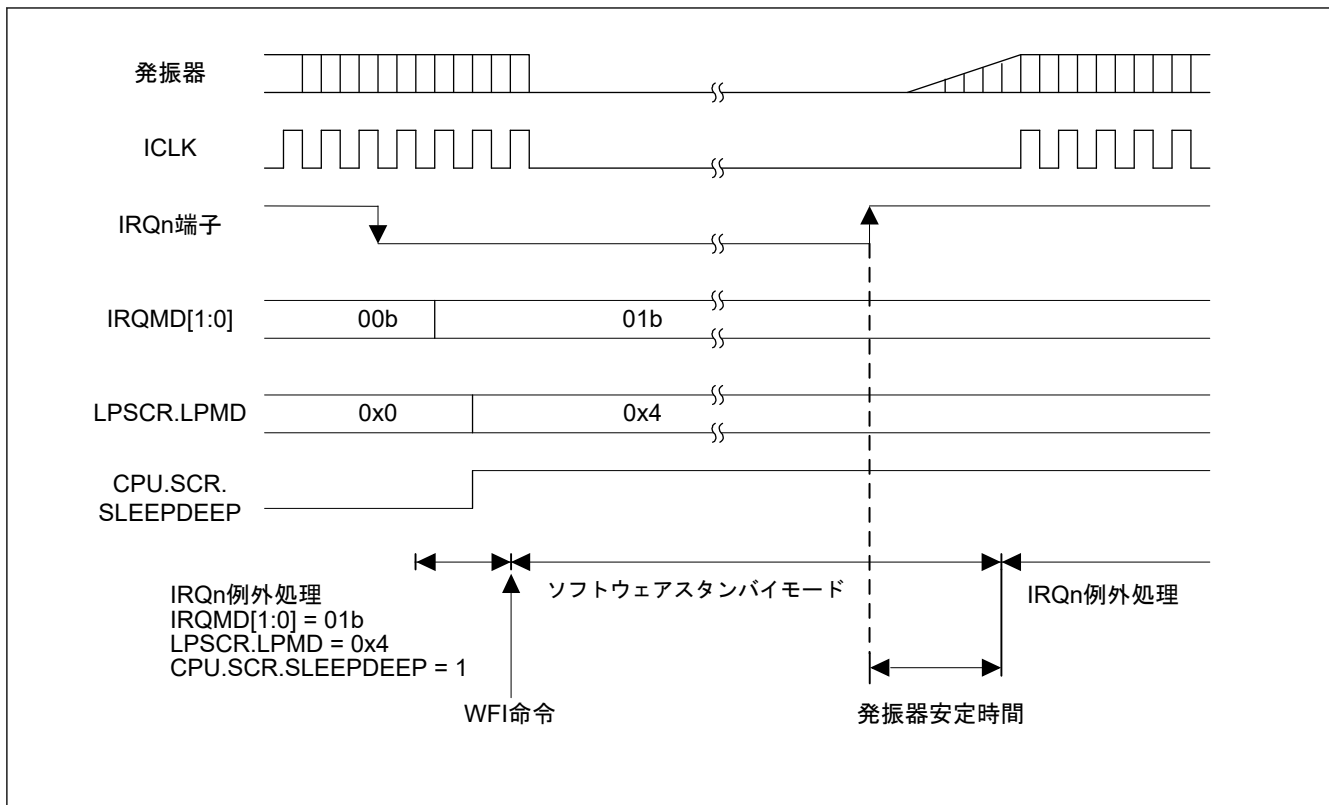 発振器
ICLK
IRQn端子
IRQMD[1:0]
00b
01b
LPSCR.LPMD
0x0
0x4
CPU.SCR.
SLEEPDEEP
IRQn例外処理
IRQMD[1:0] = 01b
LPSCR.LPMD = 0x4
CPU.SCR.SLEEPDEEP = 1
ソフトウェアスタンバイモード
IRQn例外処理
WFI命令
発振器安定時間